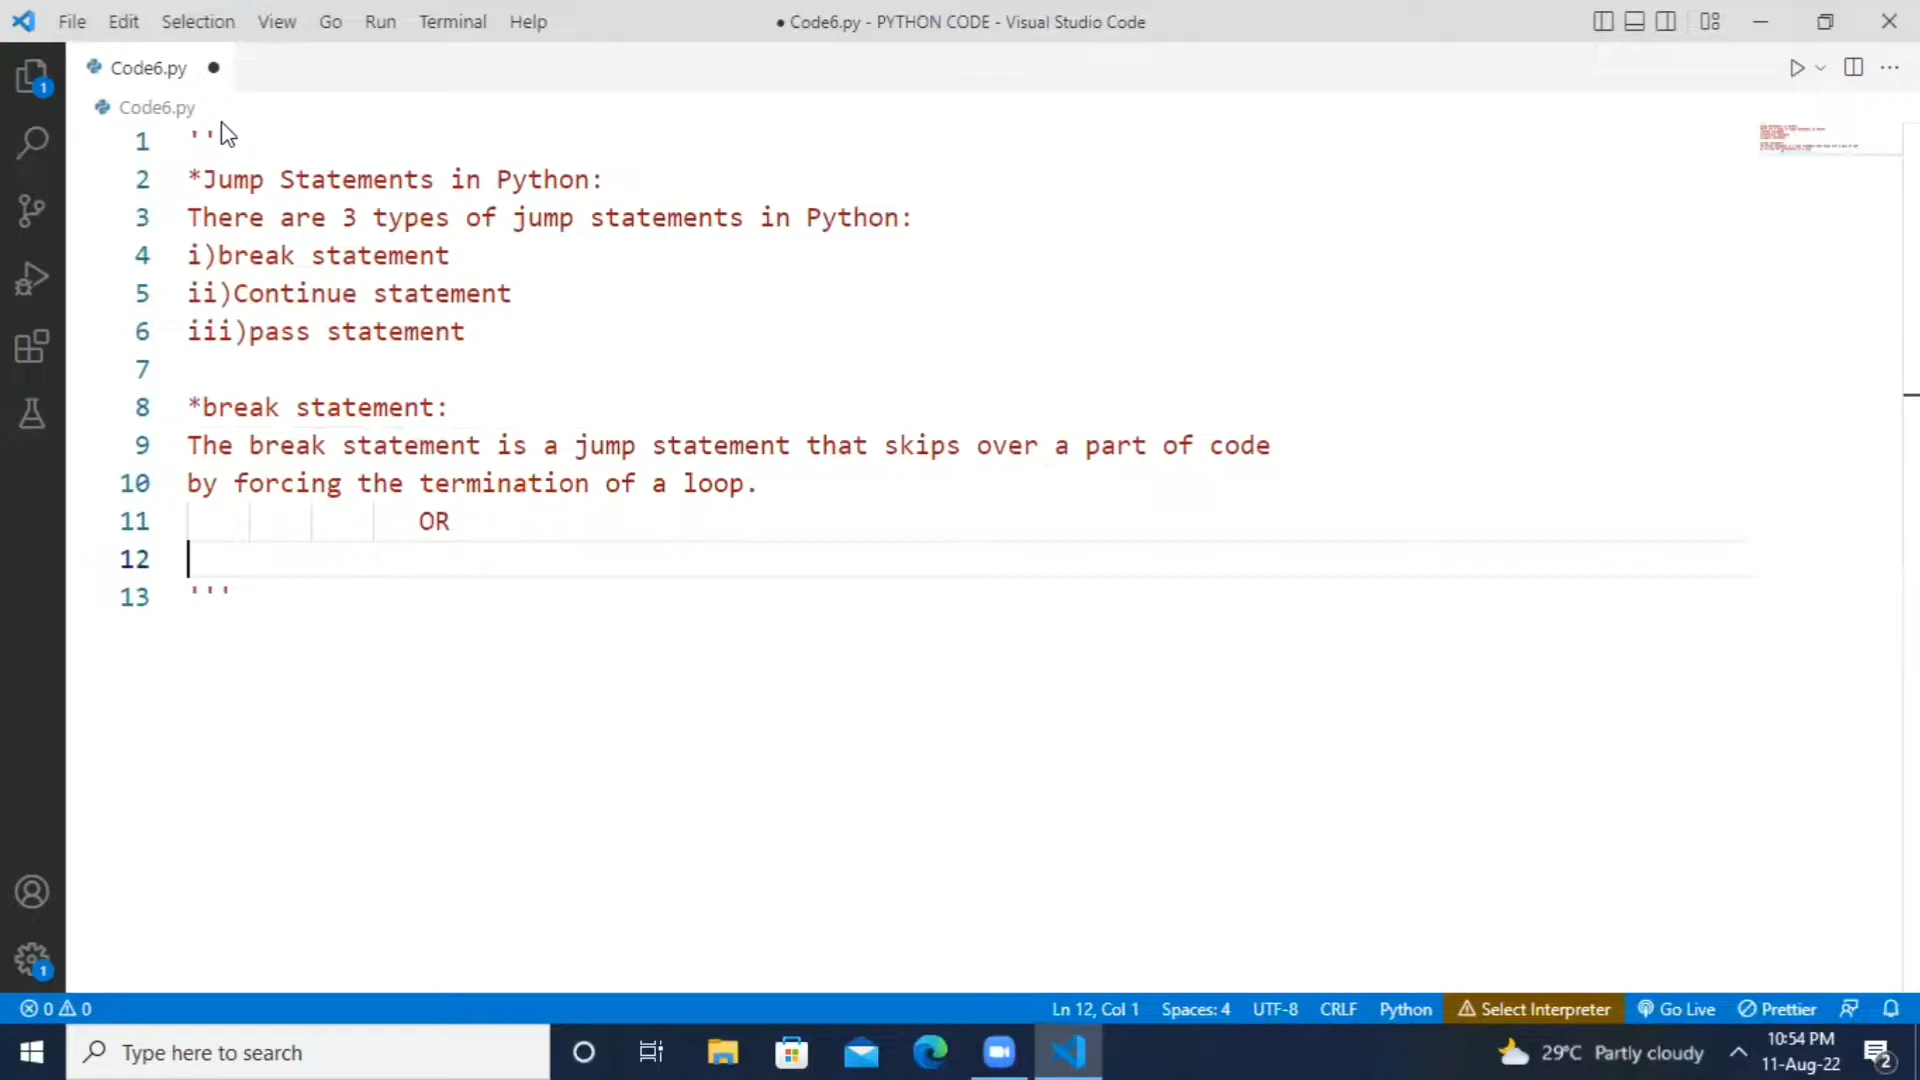 File Edit Selection View Go Run Terminal Help
● Code6.py - PYTHON CODE - Visual Studio Code
Code6.py ●
Code6.py
1 ''
2 *Jump Statements in Python:
3 There are 3 types of jump statements in Python:
4 i)break statement
5 ii)Continue statement
6 iii)pass statement
7
8 *break statement:
9 The break statement is a jump statement that skips over a part of code
10 by forcing the termination of a loop.
11 OR
12
13 '''
1
1
0 0 Ln 12, Col 1 Spaces: 4 UTF-8 CRLF Python Select Interpreter Go Live Prettier
Type here to search
29°C Partly cloudy
10:54 PM
11-Aug-22
2